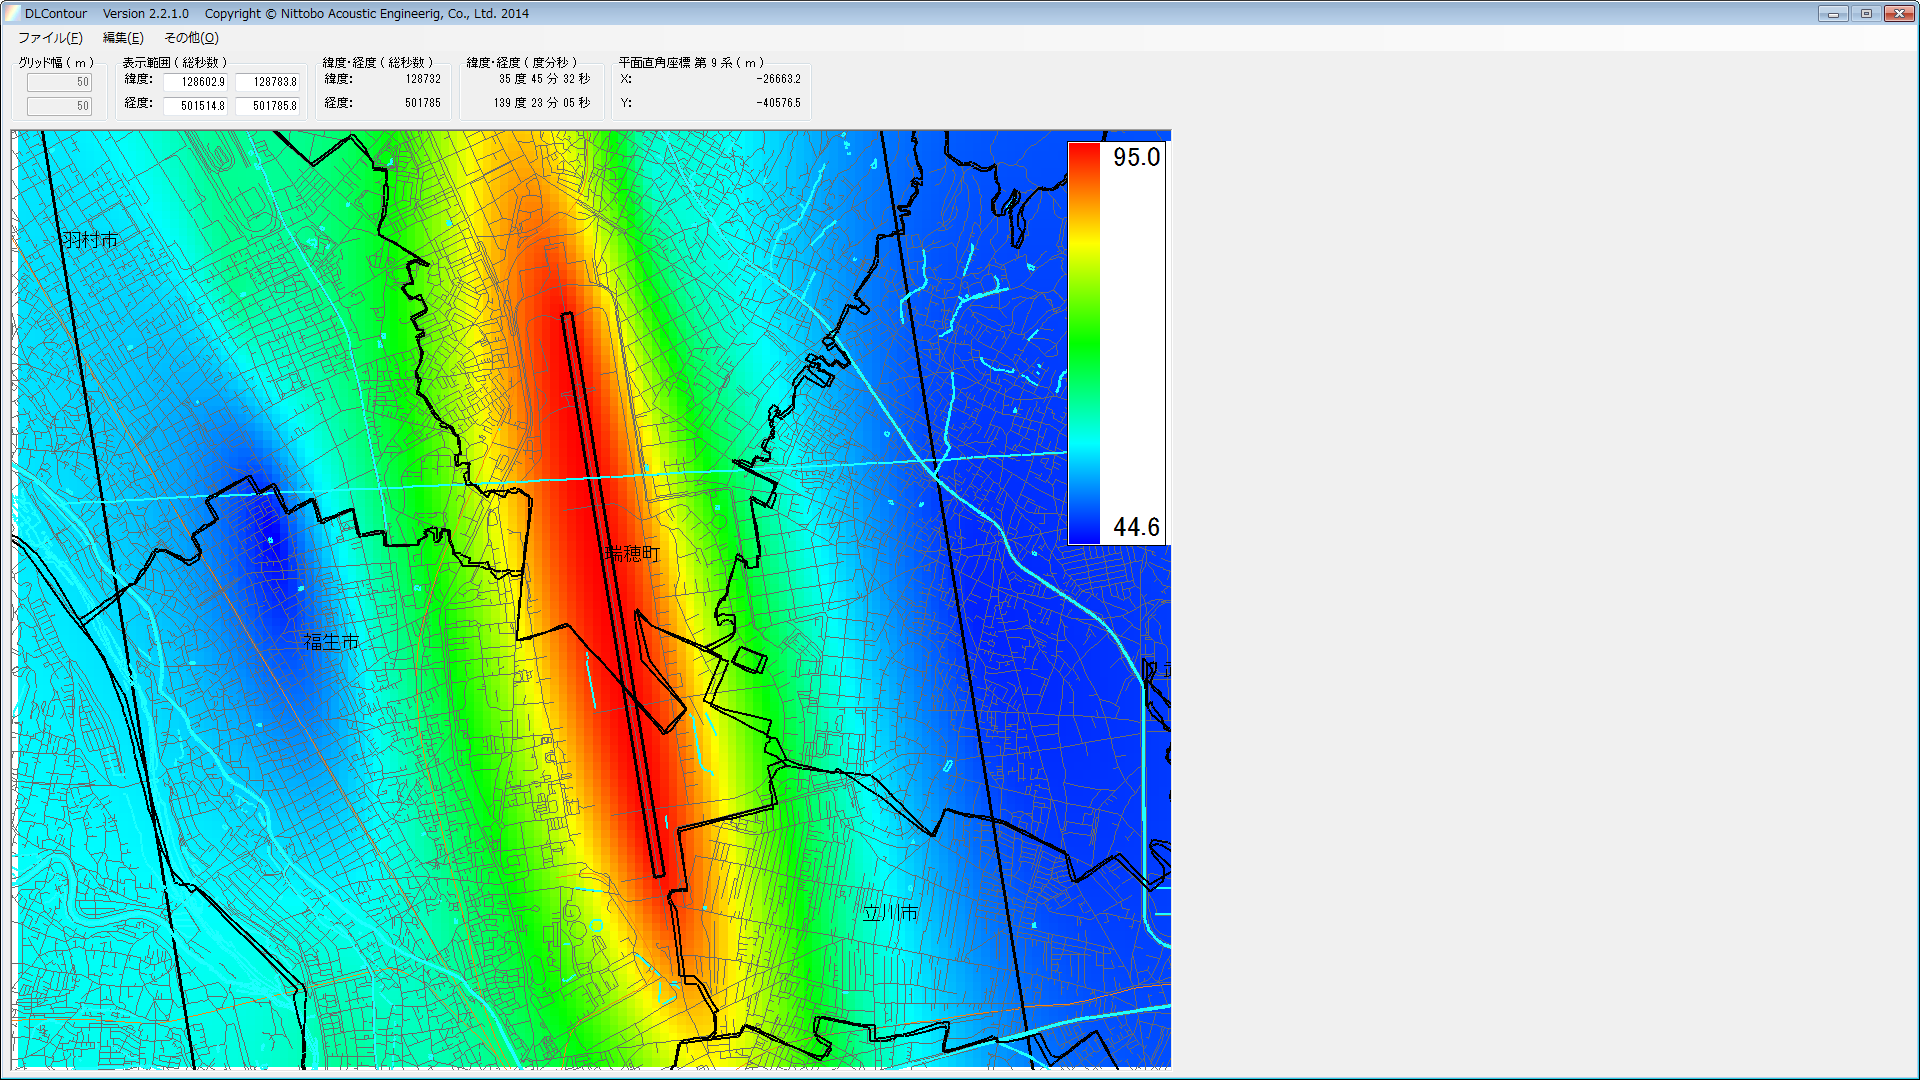 DLContour Version 2.2.1.0 Copyright © Nittobo Acoustic Engineerig, Co., Ltd. 2014
ファイル(F) 編集(E) その他(O)
グリッド幅 ( m )
50
50
表示範囲 ( 総秒数 )
緯度: 128602.9 128783.8
経度: 501514.8 501785.8
緯度・経度 ( 総秒数 )
緯度: 128732
経度: 501785
緯度・経度 ( 度分秒 )
35 度 45 分 32 秒
139 度 23 分 05 秒
平面直角座標 第 9 系 ( m )
X: -26663.2
Y: -40576.5
95.0
44.6
羽村市
瑞穂町
福生市
立川市